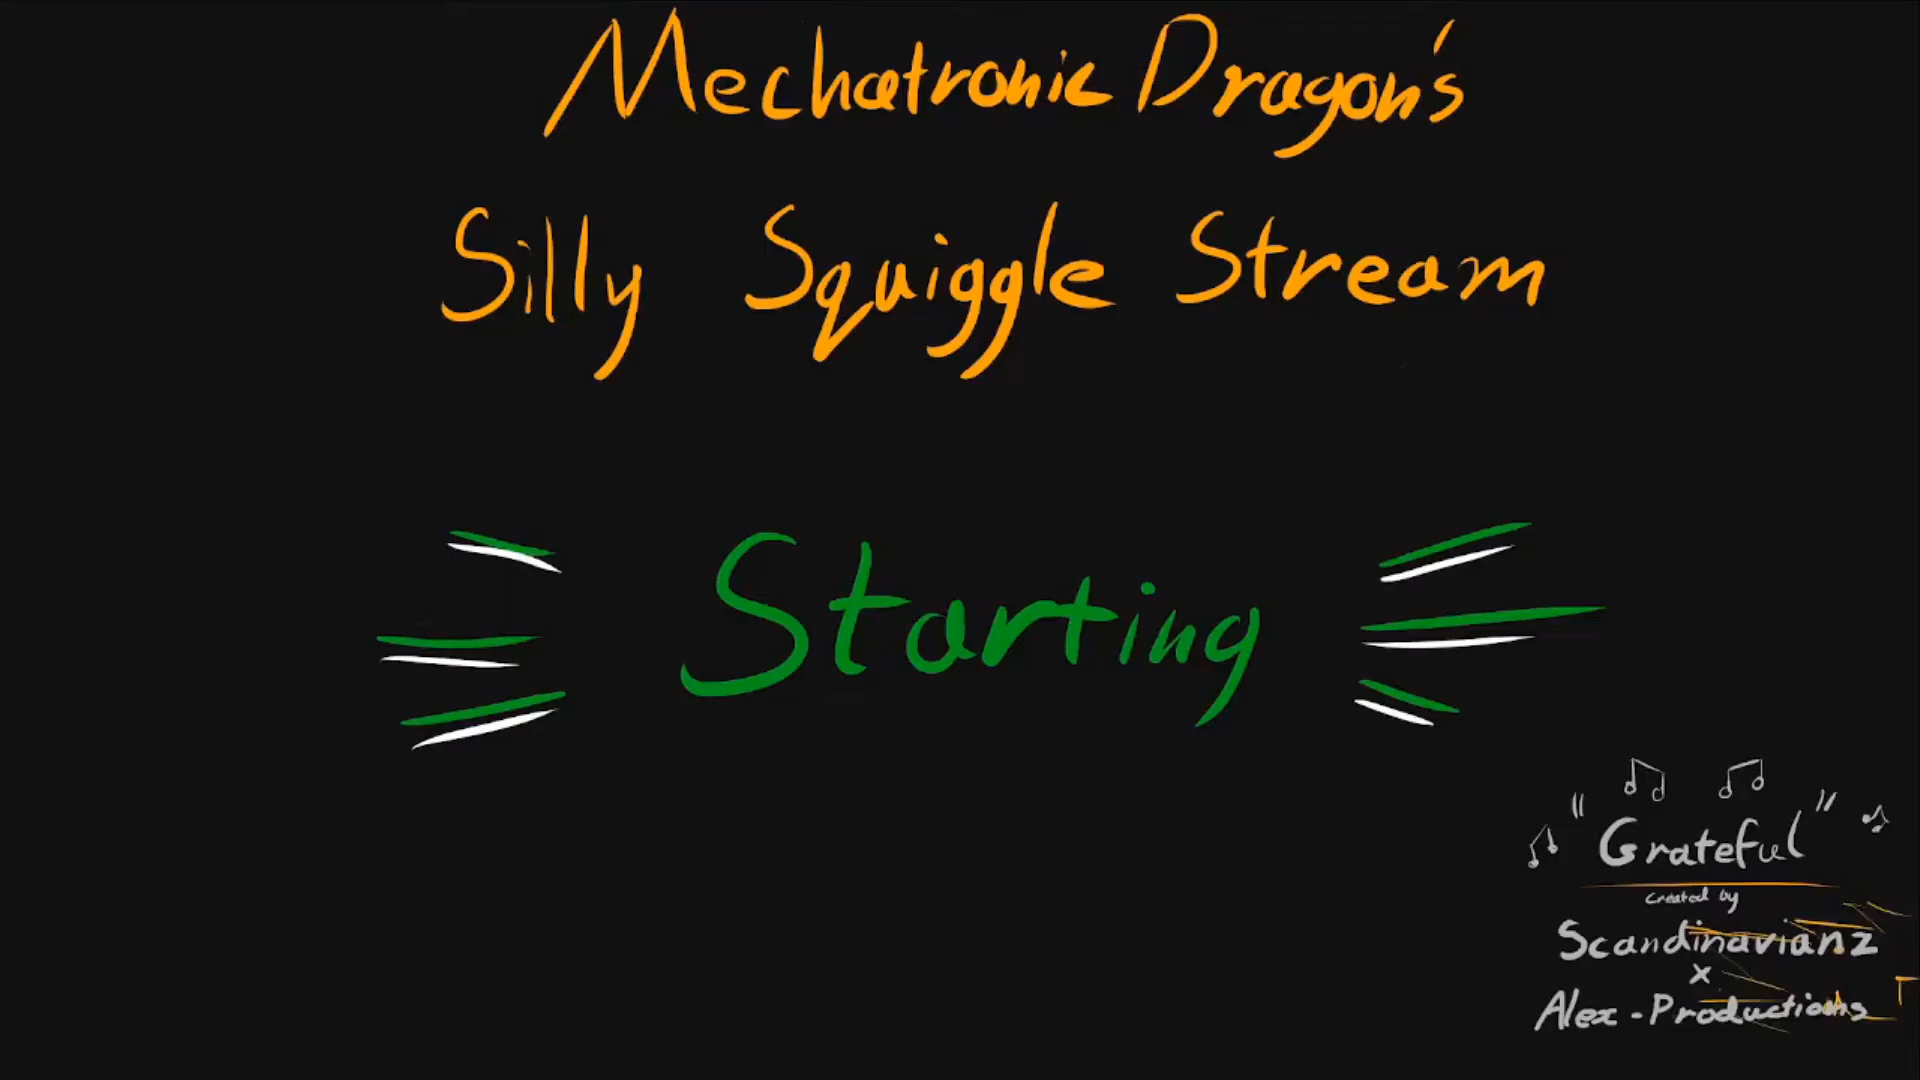 Mechatronic Dragon's
Silly Squiggle Stream
Starting
"Grateful"
created by
Scandinavianz
x
Alex-Productions